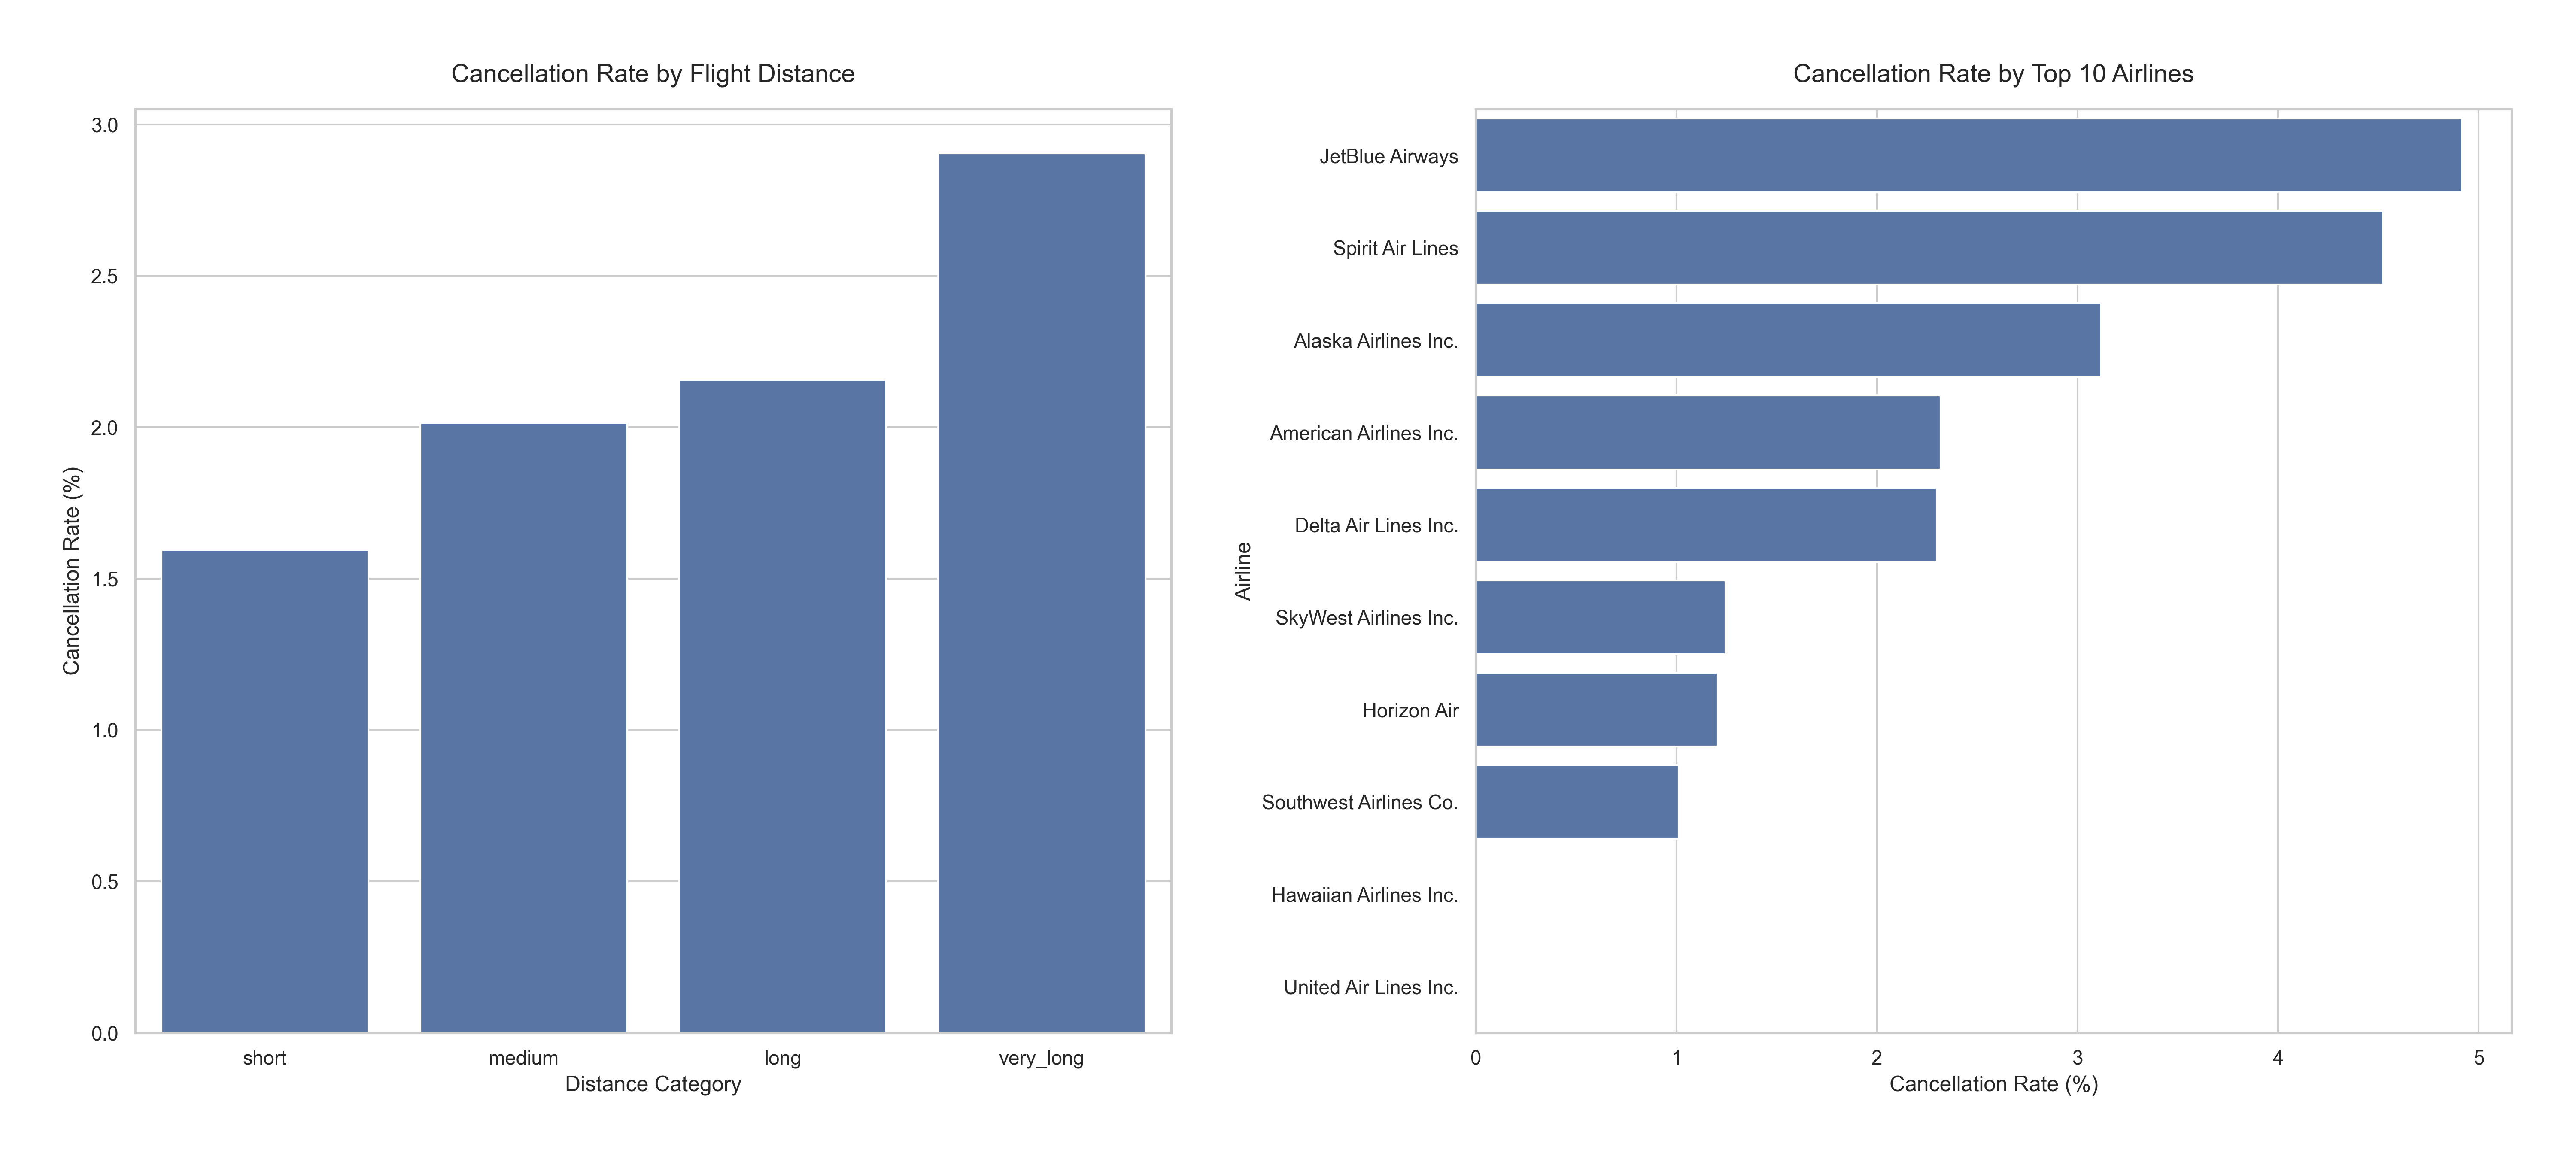 Cancellation Rate by Flight Distance
3.0
2.5
2.0
1.5
1.0
0.5
0.0
Cancellation Rate (%)
short medium long very_long
Distance Category
Cancellation Rate by Top 10 Airlines
Airline
JetBlue Airways
Spirit Air Lines
Alaska Airlines Inc.
American Airlines Inc.
Delta Air Lines Inc.
SkyWest Airlines Inc.
Horizon Air
Southwest Airlines Co.
Hawaiian Airlines Inc.
United Air Lines Inc.
0 1 2 3 4 5
Cancellation Rate (%)